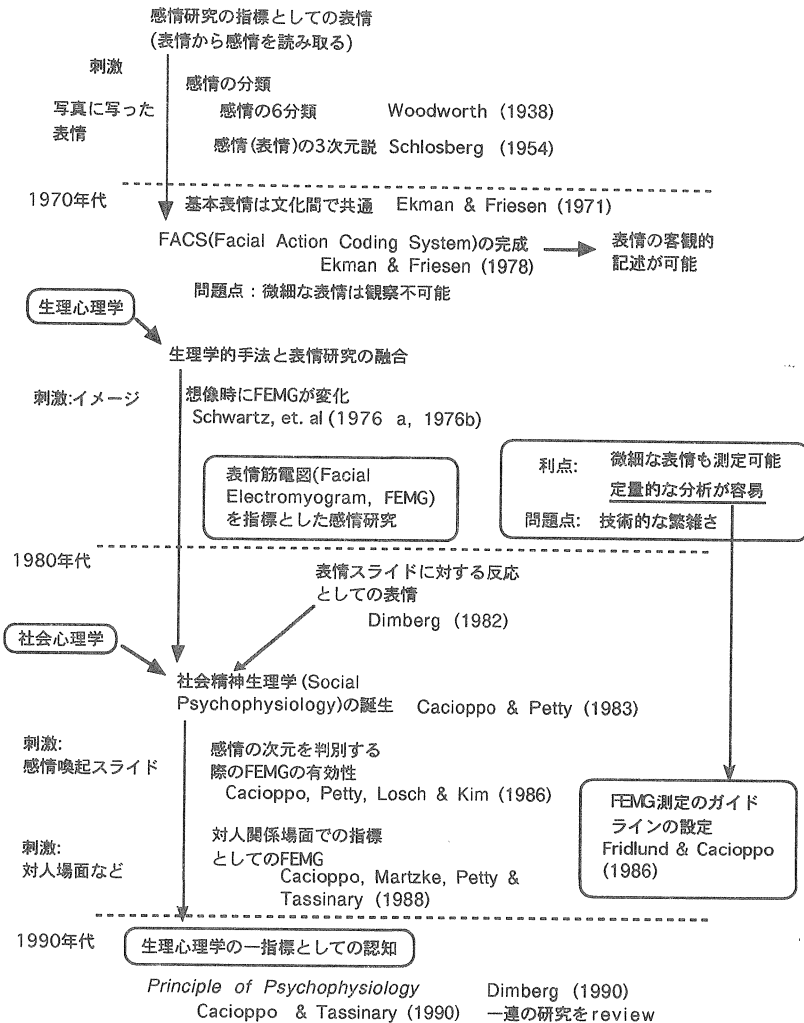 感情研究の指標としての表情
(表情から感情を読み取る)
刺激
感情の分類
写真に写った
表情
感情の6分類 Woodworth (1938)
感情(表情)の3次元説 Schlosberg (1954)
1970年代
基本表情は文化間で共通 Ekman & Friesen (1971)
FACS(Facial Action Coding System)の完成
Ekman & Friesen (1978)
表情の客観的
記述が可能
問題点：微細な表情は観察不可能
生理心理学
生理学的手法と表情研究の融合
刺激:イメージ
想像時にFEMGが変化
Schwartz, et. al (1976 a, 1976b)
表情筋電図(Facial
Electromyogram, FEMG)
を指標とした感情研究
利点: 微細な表情も測定可能
定量的な分析が容易
問題点: 技術的な繁雑さ
1980年代
表情スライドに対する反応
としての表情
Dimberg (1982)
社会心理学
社会精神生理学(Social
Psychophysiology)の誕生 Cacioppo & Petty (1983)
刺激:
感情喚起スライド
感情の次元を判別する
際のFEMGの有効性
Cacioppo, Petty, Losch & Kim (1986)
FEMG測定のガイド
ラインの設定
Fridlund & Cacioppo
(1986)
刺激:
対人場面など
対人関係場面での指標
としてのFEMG
Cacioppo, Martzke, Petty &
Tassinary (1988)
1990年代
生理心理学の一指標としての認知
Principle of Psychophysiology Dimberg (1990)
Cacioppo & Tassinary (1990) 一連の研究をreview